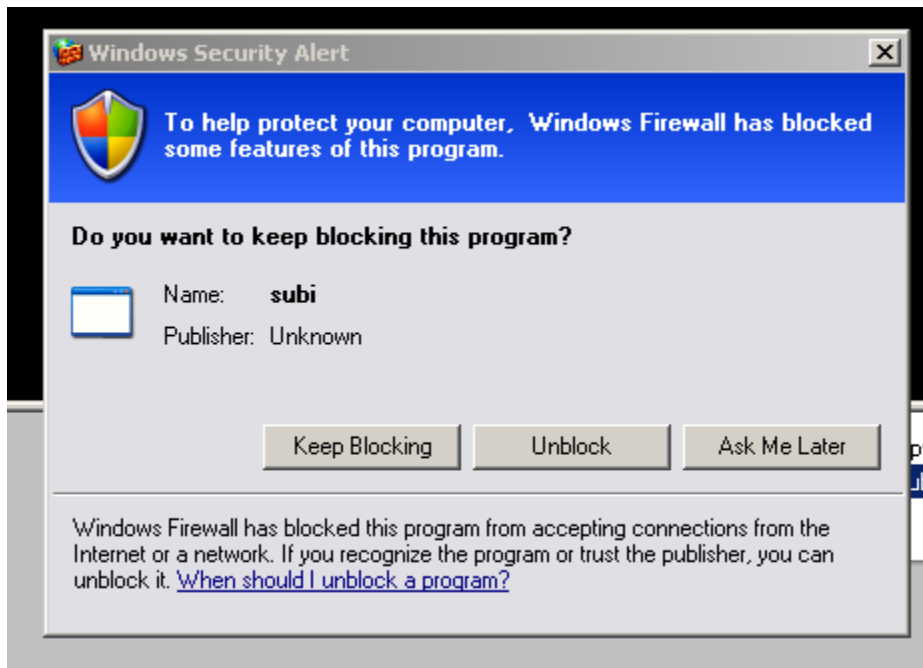 Windows Security Alert
To help protect your computer, Windows Firewall has blocked
some features of this program.
Do you want to keep blocking this program?
Name: subi
Publisher: Unknown
Keep Blocking Unblock Ask Me Later
Windows Firewall has blocked this program from accepting connections from the
Internet or a network. If you recognize the program or trust the publisher, you can
unblock it. When should I unblock a program?